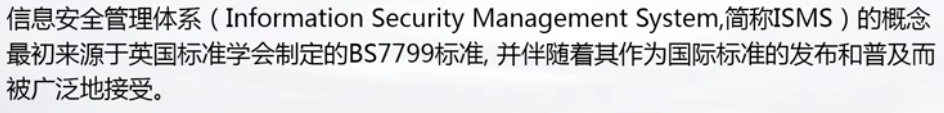 信息安全管理体系（Information Security Management System,简称ISMS）的概念
最初来源于英国标准学会制定的BS7799标准, 并伴随着其作为国际标准的发布和普及而
被广泛地接受。